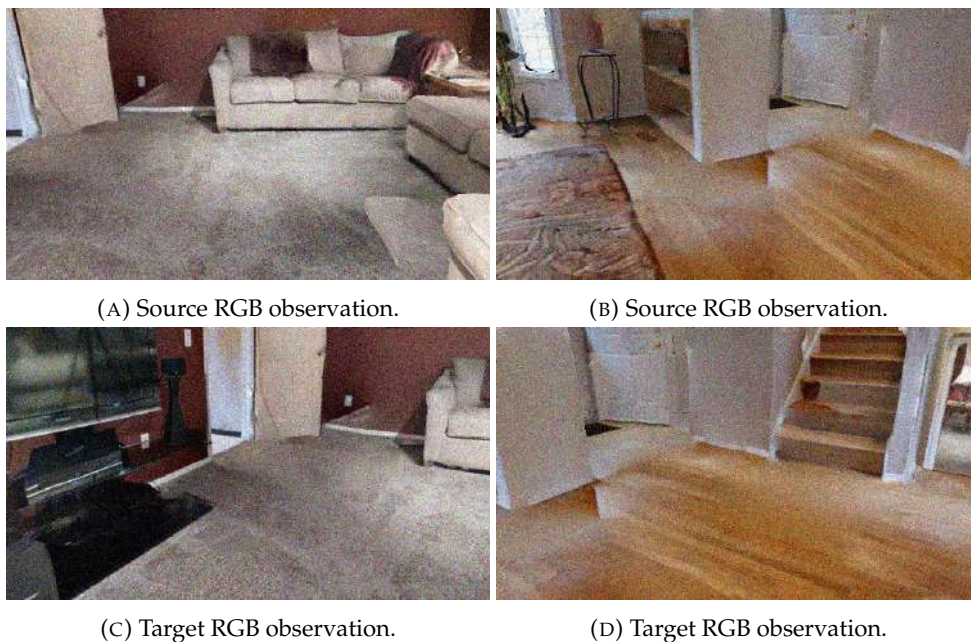 (A) Source RGB observation.
(B) Source RGB observation.
(C) Target RGB observation.
(D) Target RGB observation.